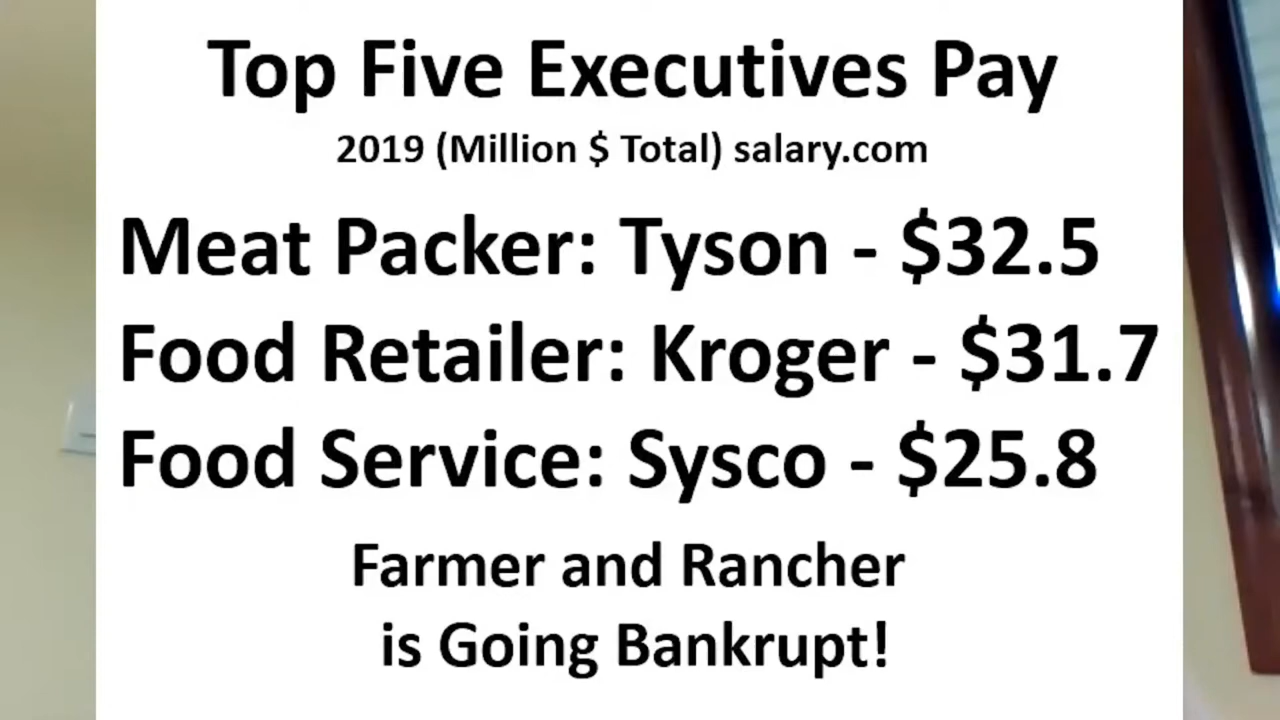 Top Five Executives Pay
2019 (Million $ Total) salary.com
Meat Packer: Tyson - $32.5
Food Retailer: Kroger - $31.7
Food Service: Sysco - $25.8
Farmer and Rancher
is Going Bankrupt!